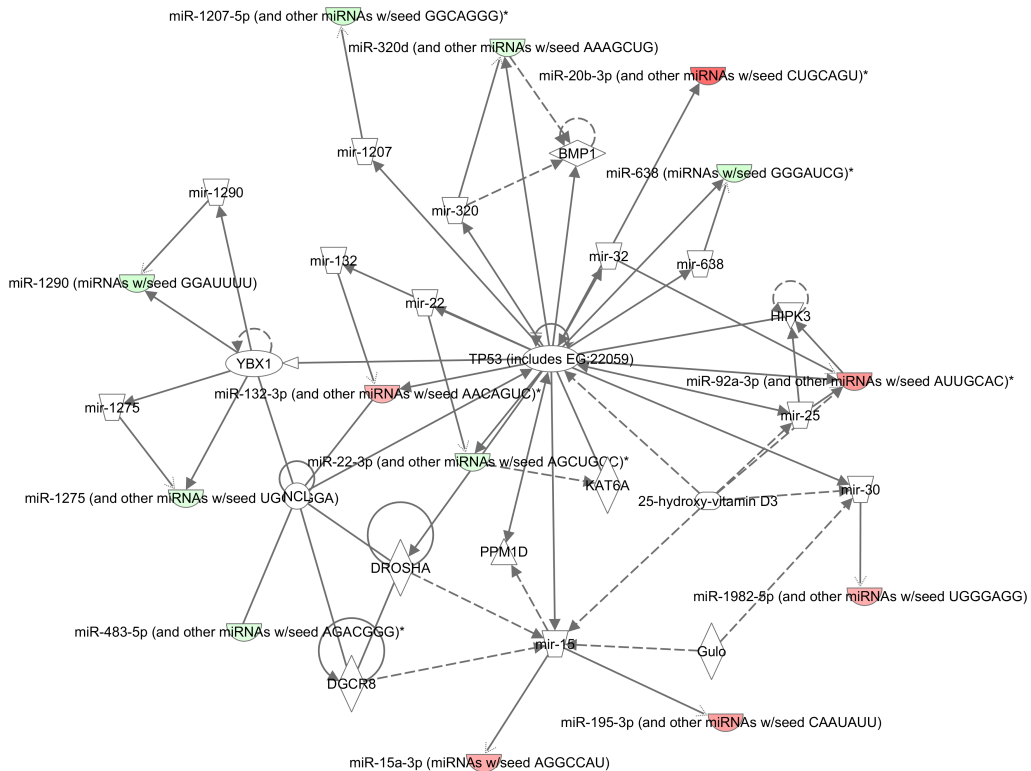 miR-1207-5p (and other miRNAs w/seed GGCAGGG)*
miR-320d (and other miRNAs w/seed AAAGCUG)
miR-20b-3p (and other miRNAs w/seed CUGCAGU)*
mir-1207
BMP1
miR-638 (miRNAs w/seed GGGAUCG)*
mir-1290
mir-320
mir-132
mir-32
mir-638
miR-1290 (miRNAs w/seed GGAUUUU)
mir-22
HIPK3
TP53 (includes EG:22059)
YBX1
miR-92a-3p (and other miRNAs w/seed AUUGCAC)*
miR-132-3p (and other miRNAs w/seed AACAGUC)*
mir-1275
mir-25
miR-22-3p (and other miRNAs w/seed AGCUGCC)*
KAT6A
mir-30
miR-1275 (and other miRNAs w/seed
NCL
25-hydroxy-vitamin D3
PPM1D
DROSHA
miR-1982-5p (and other miRNAs w/seed UGGGAGG)
miR-483-5p (and other miRNAs w/seed AGACGGG)*
mir-15
Gulo
DGCR8
miR-195-3p (and other miRNAs w/seed CAAUAUU)
miR-15a-3p (miRNAs w/seed AGGCCAU)